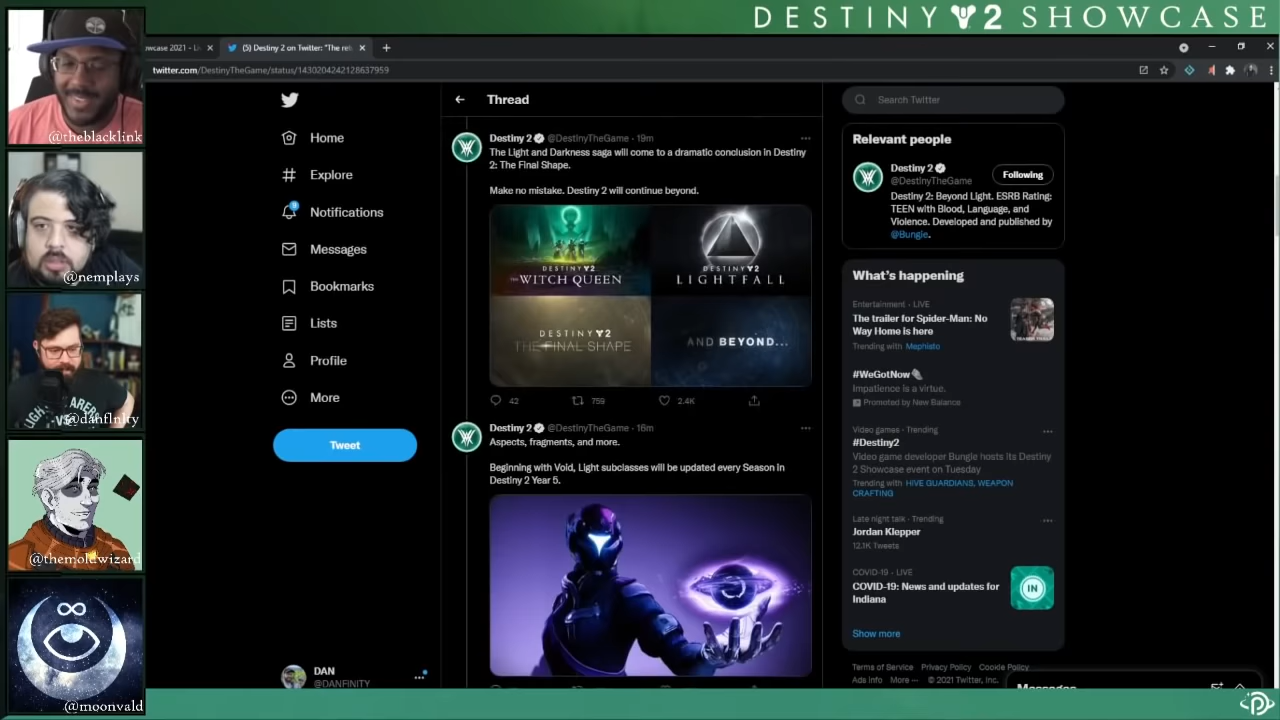 DESTINY 2 SHOWCASE
@theblacklink
@nemplays
@danfinity
@themoldwizard
@moonvald
(5) Destiny 2 on Twitter: "The
twitter.com/DestinyTheGame/status/1430204242128637959
Home
Explore
Notifications
Messages
Bookmarks
Lists
Profile
More
Tweet
DAN
@DANFINITY
Thread
Destiny 2 @DestinyTheGame · 19m
The Light and Darkness saga will come to a dramatic conclusion in Destiny
2: The Final Shape.
Make no mistake. Destiny 2 will continue beyond.
DESTINY 2
THE WITCH QUEEN
DESTINY 2
LIGHTFALL
DESTINY 2
THE FINAL SHAPE
AND BEYOND...
42
759
2.4K
Destiny 2 @DestinyTheGame · 16m
Aspects, fragments, and more.
Beginning with Void, Light subclasses will be updated every Season in
Destiny 2 Year 5.
Search Twitter
Relevant people
Destiny 2
@DestinyTheGame
Following
Destiny 2: Beyond Light. ESRB Rating:
TEEN with Blood, Language, and
Violence. Developed and published by
@Bungie.
What's happening
Entertainment · LIVE
The trailer for Spider-Man: No
Way Home is here
Trending with Mephisto
#WeGotNow
Impatience is a virtue.
Promoted by New Balance
Video games · Trending
#Destiny2
Video game developer Bungie hosts its Destiny
2 Showcase event on Tuesday
Trending with HIVE GUARDIANS, WEAPON
CRAFTING
Late night talk · Trending
Jordan Klepper
12.1K Tweets
COVID-19 · LIVE
COVID-19: News and updates for
Indiana
IN
Show more
Terms of Service Privacy Policy Cookie Policy
Ads info More ··· © 2021 Twitter, Inc.
Messages